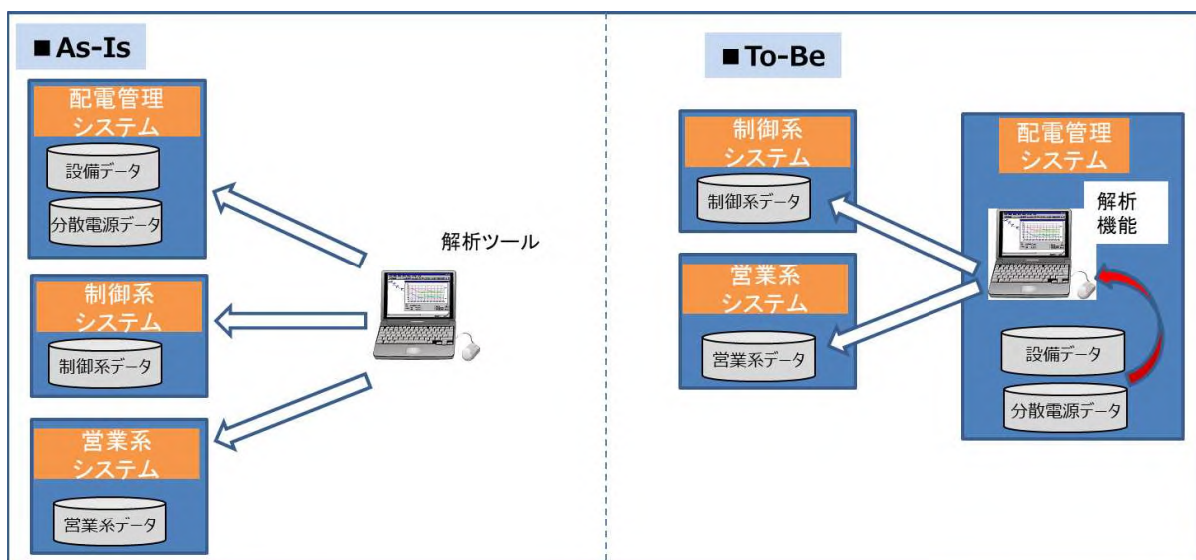 ■ As-Is
配電管理
システム
設備データ
分散電源データ
制御系
システム
制御系データ
営業系
システム
営業系データ
解析ツール
■ To-Be
制御系
システム
制御系データ
営業系
システム
営業系データ
配電管理
システム
解析
機能
設備データ
分散電源データ